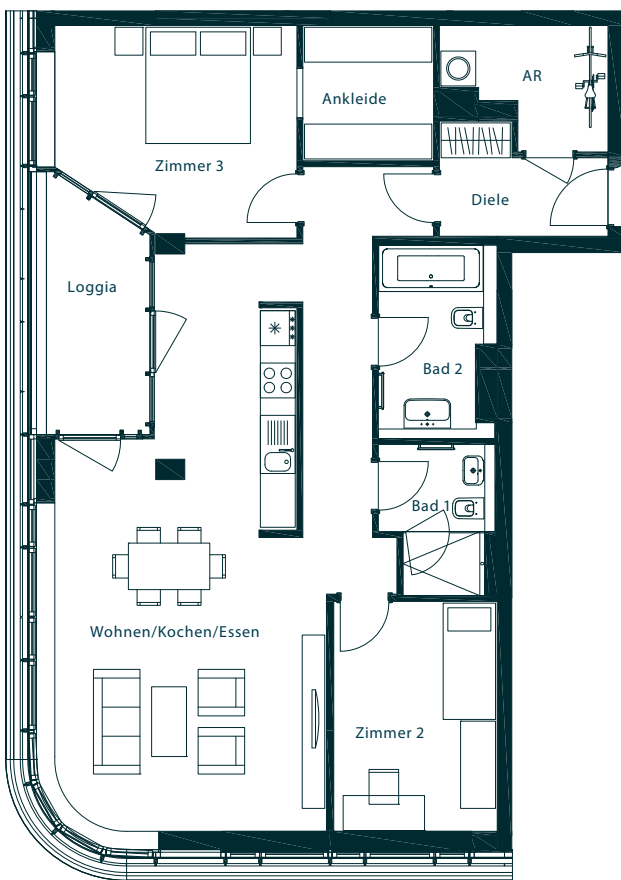 AR
Ankleide
Zimmer 3
Diele
Loggia
Bad 2
Bad 1
Wohnen/Kochen/Essen
Zimmer 2